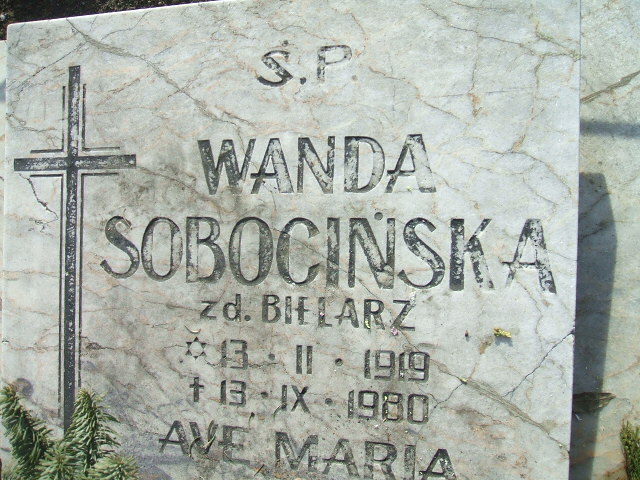 Ś.P
WANDA
SOBOCIŃSKA
zd. BIELARZ
✡ 13 · II · 1919
† 13 · IX · 1980
AVE MARIA